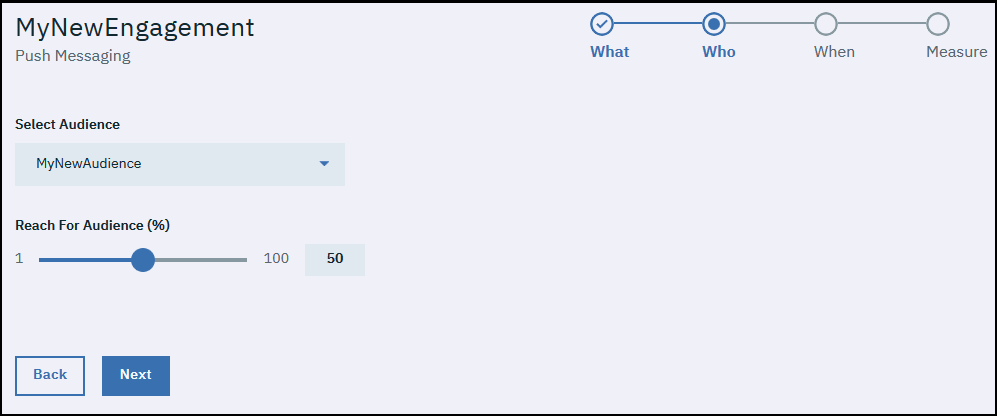 MyNewEngagement
Push Messaging
What Who When Measure
Select Audience
MyNewAudience
Reach For Audience (%)
1 100 50
Back Next